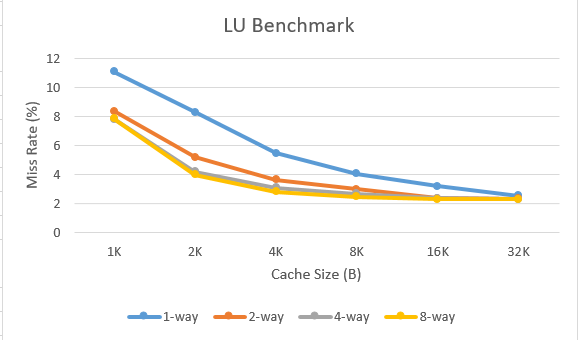 LU Benchmark
12
10
8
6
4
2
0
Miss Rate (%)
1K 2K 4K 8K 16K 32K
Cache Size (B)
1-way 2-way 4-way 8-way